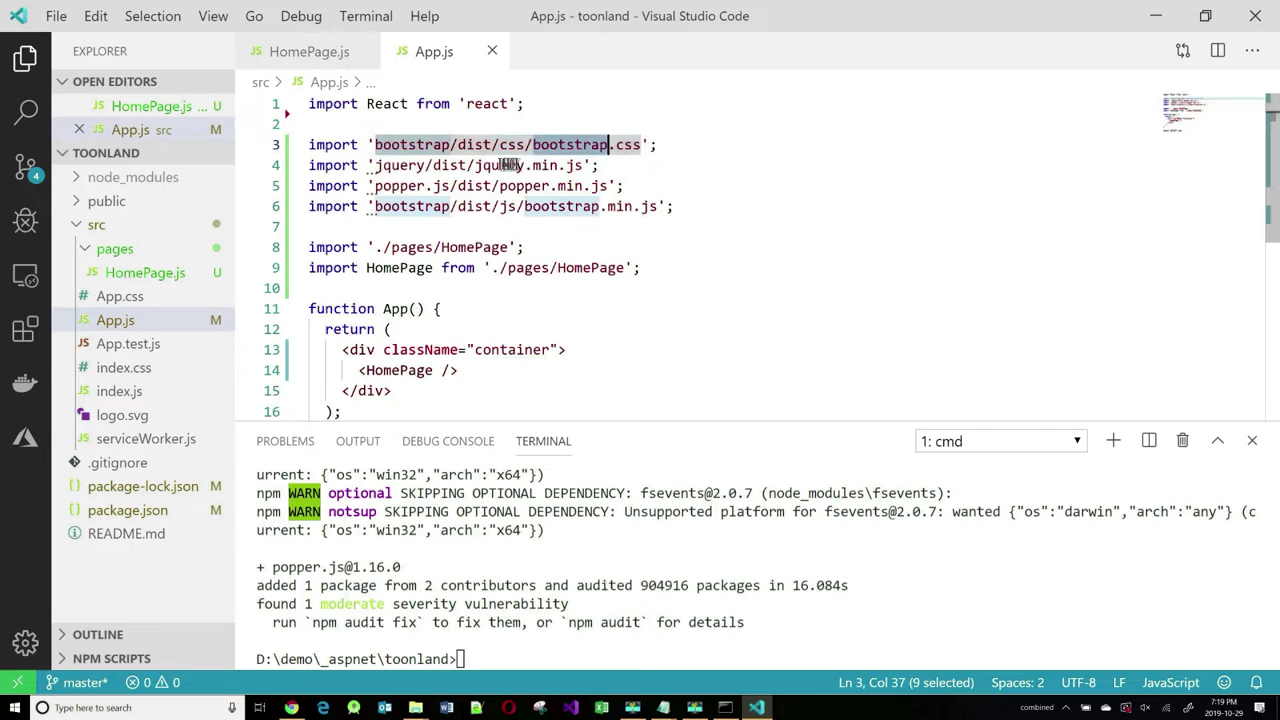 File Edit Selection View Go Debug Terminal Help
App.js - toonland - Visual Studio Code
EXPLORER
OPEN EDITORS
HomePage.js ... U
App.js src M
TOONLAND
node_modules
public
src
pages
JS HomePage.js U
App.css
JS App.js M
JS App.test.js
index.css
JS index.js
logo.svg
JS serviceWorker.js
.gitignore
package-lock.json M
package.json M
README.md
OUTLINE
NPM SCRIPTS
4
JS HomePage.js
JS App.js
src > JS App.js > ...
1 import React from 'react';
2
3 import 'bootstrap/dist/css/bootstrap.css';
4 import 'jquery/dist/jquery.min.js';
5 import 'popper.js/dist/popper.min.js';
6 import 'bootstrap/dist/js/bootstrap.min.js';
7
8 import './pages/HomePage';
9 import HomePage from './pages/HomePage';
10
11 function App() {
12 return (
13 <div className="container">
14 <HomePage />
15 </div>
16 );
PROBLEMS OUTPUT DEBUG CONSOLE TERMINAL
1: cmd
urrent: {"os":"win32","arch":"x64"})
npm WARN optional SKIPPING OPTIONAL DEPENDENCY: fsevents@2.0.7 (node_modules\fsevents):
npm WARN notsup SKIPPING OPTIONAL DEPENDENCY: Unsupported platform for fsevents@2.0.7: wanted {"os":"darwin","arch":"any"} (c
urrent: {"os":"win32","arch":"x64"})
+ popper.js@1.16.0
added 1 package from 2 contributors and audited 904916 packages in 16.084s
found 1 moderate severity vulnerability
run `npm audit fix` to fix them, or `npm audit` for details
D:\demo\_aspnet\toonland>
master* 0 0
Ln 3, Col 37 (9 selected) Spaces: 2 UTF-8 LF JavaScript
Type here to search
combined
7:19 PM
2019-10-29